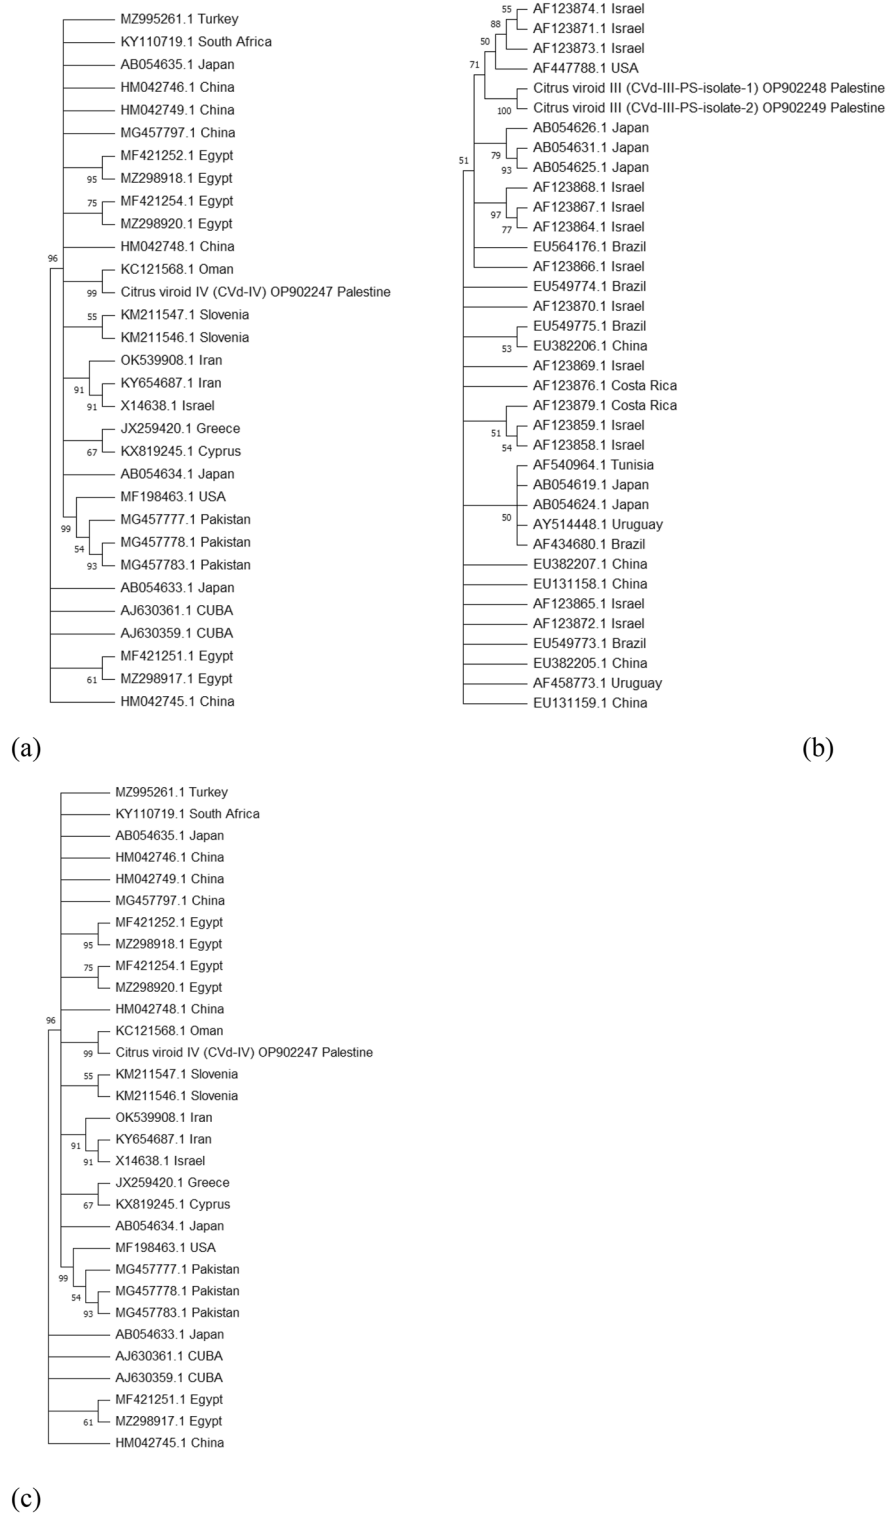 MZ995261.1 Turkey
KY110719.1 South Africa
AB054635.1 Japan
HM042746.1 China
HM042749.1 China
MG457797.1 China
MF421252.1 Egypt
95
MZ298918.1 Egypt
75
MF421254.1 Egypt
MZ298920.1 Egypt
HM042748.1 China
96
KC121568.1 Oman
99
Citrus viroid IV (CVd-IV) OP902247 Palestine
55
KM211547.1 Slovenia
KM211546.1 Slovenia
OK539908.1 Iran
91
KY654687.1 Iran
91
X14638.1 Israel
JX259420.1 Greece
67
KX819245.1 Cyprus
AB054634.1 Japan
MF198463.1 USA
99
MG457777.1 Pakistan
54
MG457778.1 Pakistan
93
MG457783.1 Pakistan
AB054633.1 Japan
AJ630361.1 CUBA
AJ630359.1 CUBA
MF421251.1 Egypt
61
MZ298917.1 Egypt
HM042745.1 China
(a)
55
AF123874.1 Israel
88
AF123871.1 Israel
50
AF123873.1 Israel
71
AF447788.1 USA
Citrus viroid III (CVd-III-PS-isolate-1) OP902248 Palestine
100
Citrus viroid III (CVd-III-PS-isolate-2) OP902249 Palestine
AB054626.1 Japan
79
AB054631.1 Japan
51
93
AB054625.1 Japan
AF123868.1 Israel
97
AF123867.1 Israel
77
AF123864.1 Israel
EU564176.1 Brazil
AF123866.1 Israel
EU549774.1 Brazil
AF123870.1 Israel
EU549775.1 Brazil
53
EU382206.1 China
AF123869.1 Israel
AF123876.1 Costa Rica
AF123879.1 Costa Rica
51
AF123859.1 Israel
54
AF123858.1 Israel
AF540964.1 Tunisia
AB054619.1 Japan
AB054624.1 Japan
50
AY514448.1 Uruguay
AF434680.1 Brazil
EU382207.1 China
EU131158.1 China
AF123865.1 Israel
AF123872.1 Israel
EU549773.1 Brazil
EU382205.1 China
AF458773.1 Uruguay
EU131159.1 China
(b)
MZ995261.1 Turkey
KY110719.1 South Africa
AB054635.1 Japan
HM042746.1 China
HM042749.1 China
MG457797.1 China
MF421252.1 Egypt
95
MZ298918.1 Egypt
75
MF421254.1 Egypt
MZ298920.1 Egypt
HM042748.1 China
96
KC121568.1 Oman
99
Citrus viroid IV (CVd-IV) OP902247 Palestine
55
KM211547.1 Slovenia
KM211546.1 Slovenia
OK539908.1 Iran
91
KY654687.1 Iran
91
X14638.1 Israel
JX259420.1 Greece
67
KX819245.1 Cyprus
AB054634.1 Japan
MF198463.1 USA
99
MG457777.1 Pakistan
54
MG457778.1 Pakistan
93
MG457783.1 Pakistan
AB054633.1 Japan
AJ630361.1 CUBA
AJ630359.1 CUBA
MF421251.1 Egypt
61
MZ298917.1 Egypt
HM042745.1 China
(c)